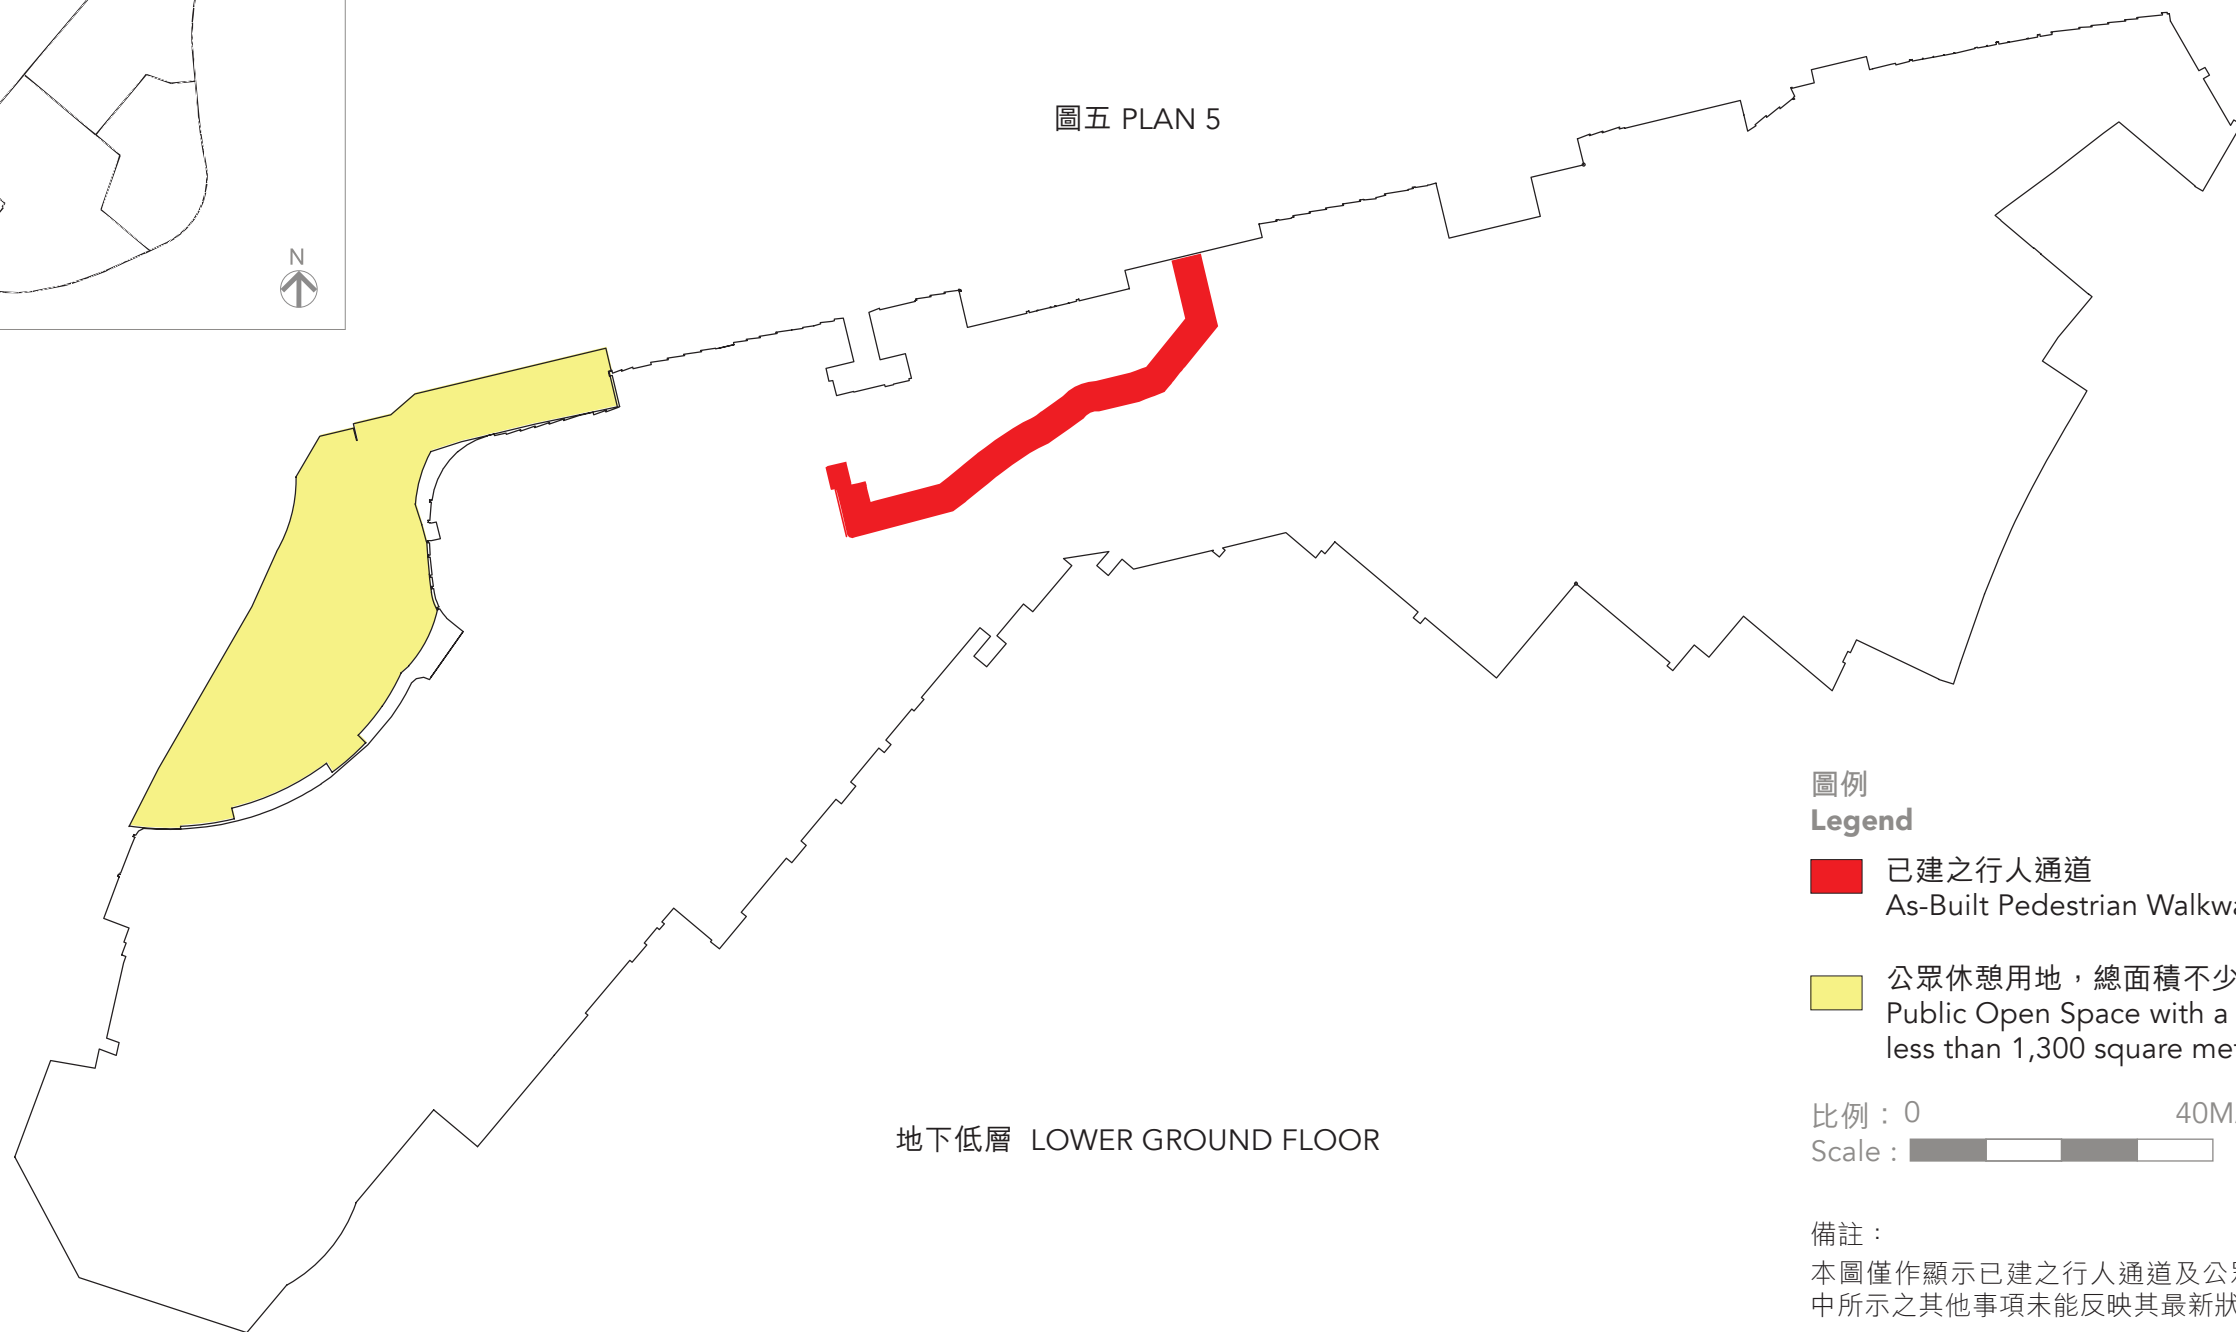 圖五 PLAN 5
N
圖例
Legend
已建之行人通道
As-Built Pedestrian
公眾休憩用地，總面積不少
Public Open Space with a
less than 1,300 square
比例：0 40M
Scale :
地下低層 LOWER GROUND FLOOR
備註：
本圖僅作顯示已建之行人通道及公眾
中所示之其他事項未能反映其最新狀